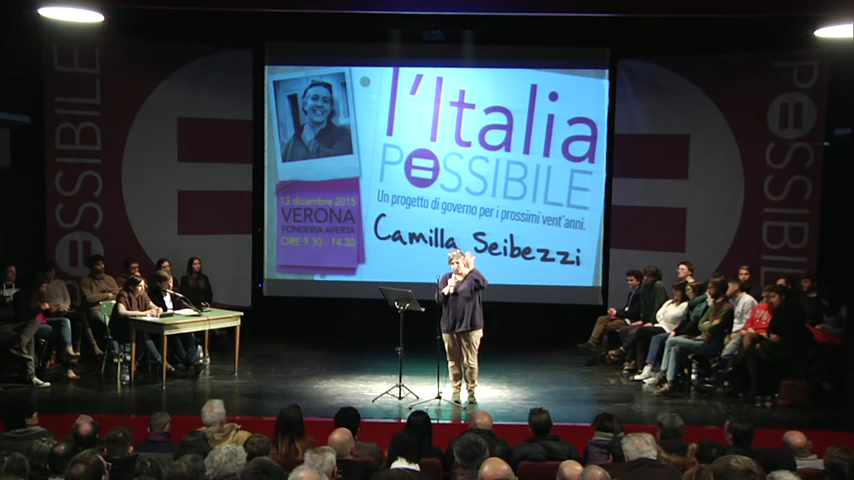 POSSIBILE
l'Italia
POSSIBILE
Un progetto di governo per i prossimi vent'anni.
13 dicembre 2015
VERONA
FONDERIA APERTA
ORE 9.30 - 14.30
Camilla Seibezzi
POSSIBILE